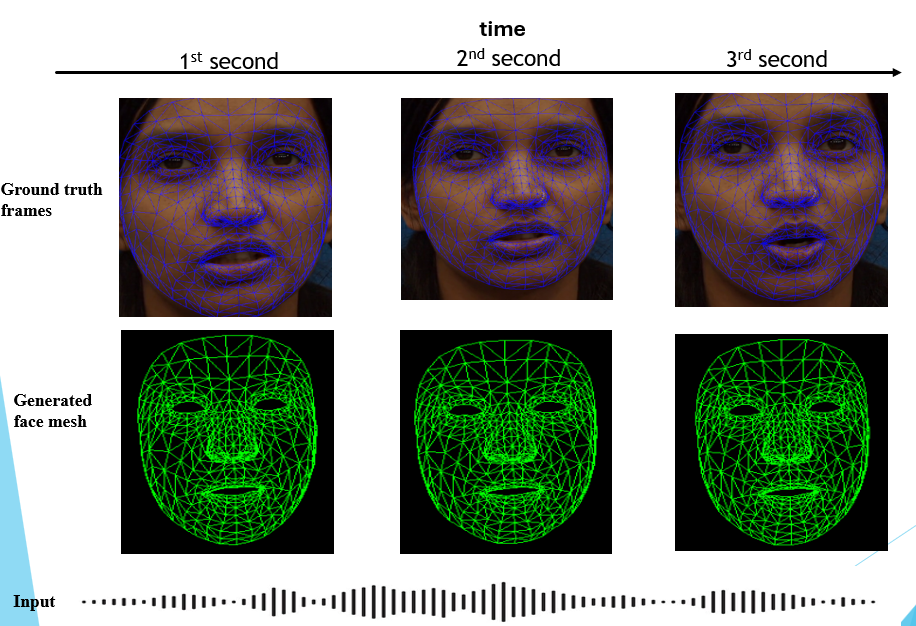 time
1st second
2nd second
3rd second
Ground truth
frames
Generated
face mesh
Input